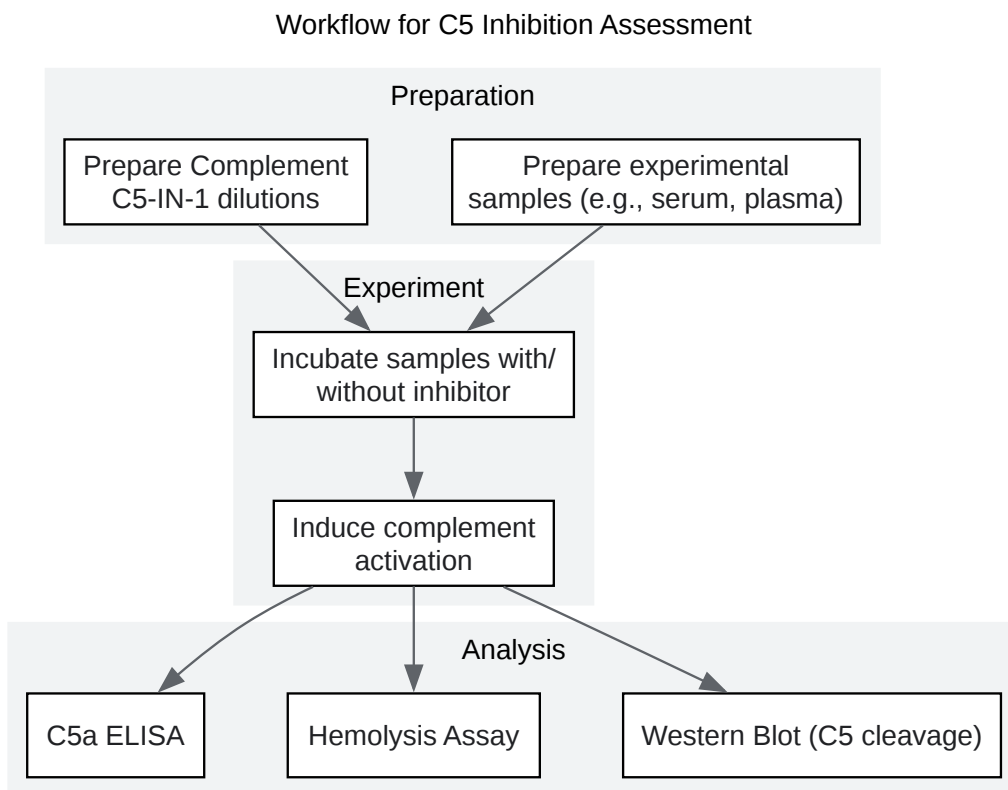 Workflow for C5 Inhibition Assessment
Preparation
Prepare Complement
C5-IN-1 dilutions
Prepare experimental
samples (e.g., serum, plasma)
Experiment
Incubate samples with/
without inhibitor
Induce complement
activation
Analysis
C5a ELISA
Hemolysis Assay
Western Blot (C5 cleavage)